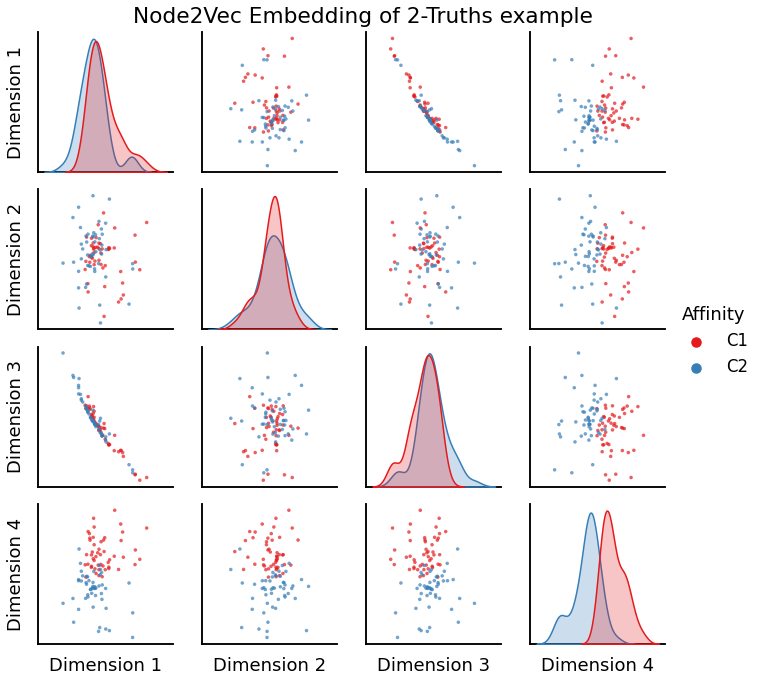 Node2Vec Embedding of 2-Truths example
Dimension 1
Dimension 2
Dimension 3
Dimension 4
Affinity
C1
C2
Dimension 1
Dimension 2
Dimension 3
Dimension 4